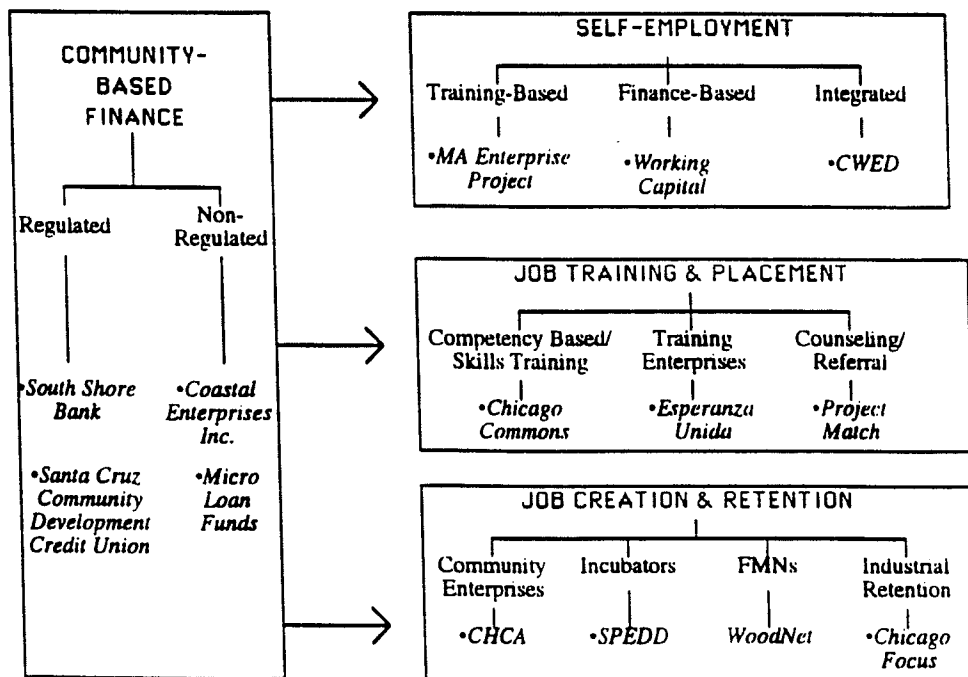 COMMUNITY-
BASED
FINANCE
Regulated
Non-
Regulated
•South Shore
Bank
•Santa Cruz
Community
Development
Credit Union
•Coastal
Enterprises
Inc.
•Micro
Loan
Funds
SELF-EMPLOYMENT
Training-Based
•MA Enterprise
Project
Finance-Based
•Working
Capital
Integrated
•CWED
JOB TRAINING & PLACEMENT
Competency Based/
Skills Training
•Chicago
Commons
Training
Enterprises
•Esperanza
Unida
Counseling/
Referral
•Project
Match
JOB CREATION & RETENTION
Community
Enterprises
•CHCA
Incubators
•SPEDD
FMNs
WoodNet
Industrial
Retention
•Chicago
Focus